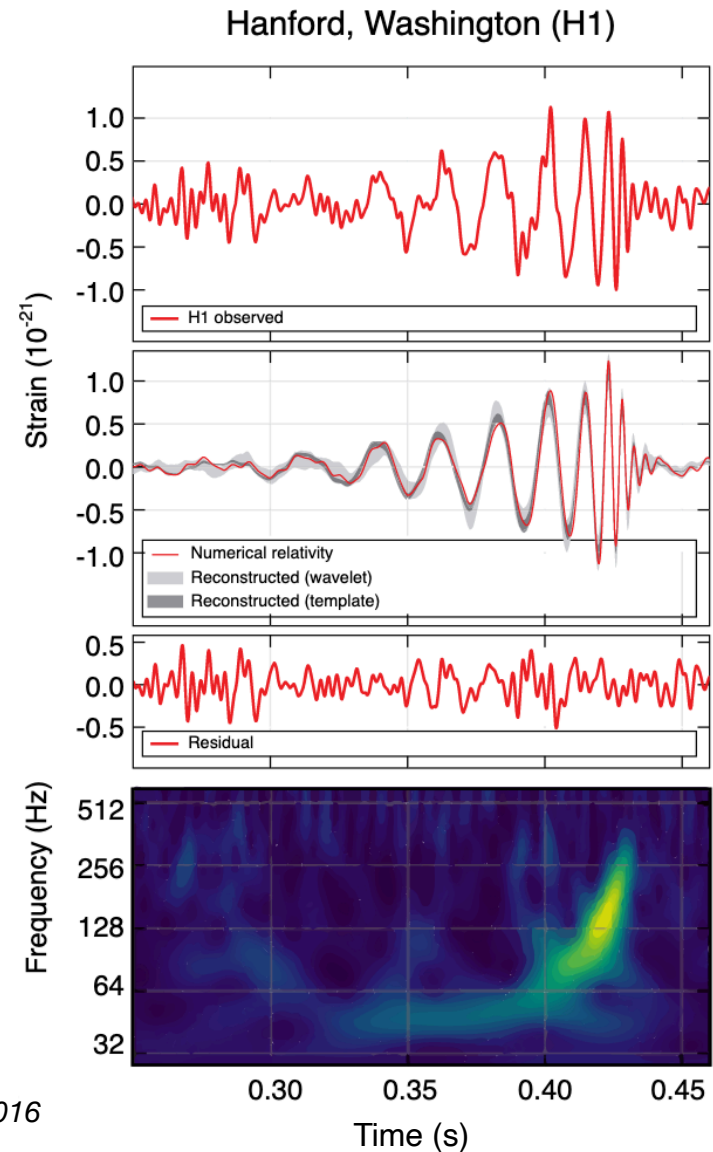 Hanford, Washington (H1)
1.0
0.5
0.0
-0.5
-1.0
H1 observed
Strain (10⁻²¹)
1.0
0.5
0.0
-0.5
-1.0
Numerical relativity
Reconstructed (wavelet)
Reconstructed (template)
0.5
0.0
-0.5
Residual
Frequency (Hz)
512
256
128
64
32
0.30 0.35 0.40 0.45
016
Time (s)